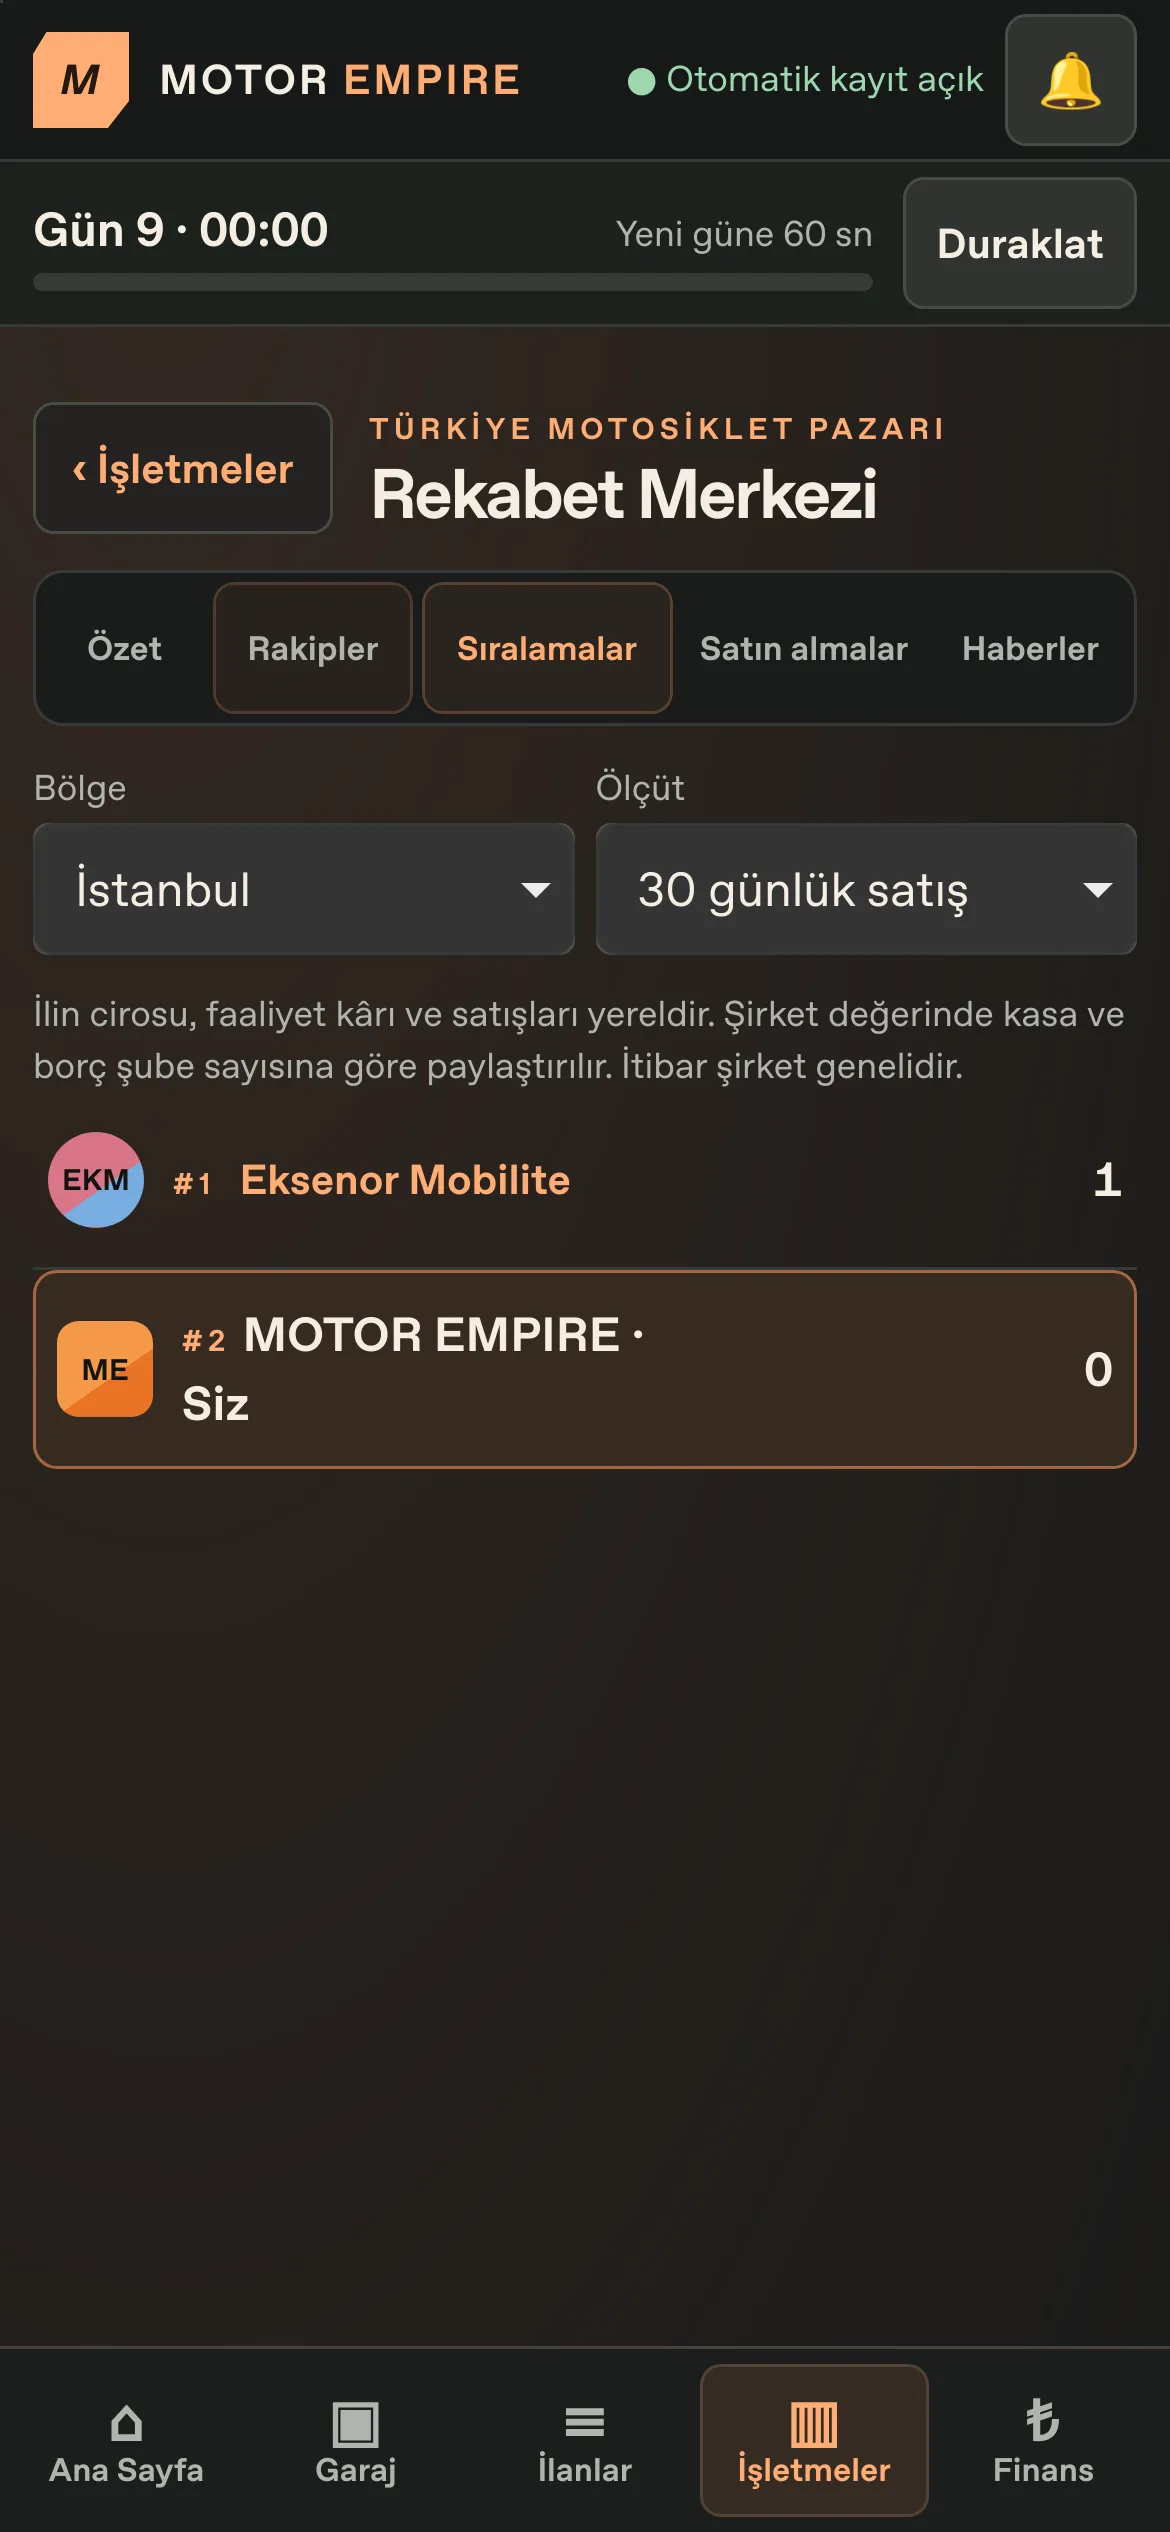 M MOTOR EMPIRE Otomatik kayıt açık
Gün 9 · 00:00 Yeni güne 60 sn Duraklat
‹ İşletmeler
TÜRKİYE MOTOSİKLET PAZARI
Rekabet Merkezi
Özet Rakipler Sıralamalar Satın almalar Haberler
Bölge Ölçüt
İstanbul 30 günlük satış
İlin cirosu, faaliyet kârı ve satışları yereldir. Şirket değerinde kasa ve
borç şube sayısına göre paylaştırılır. İtibar şirket genelidir.
EKM #1 Eksenor Mobilite 1
ME #2 MOTOR EMPIRE ·
Siz 0
Ana Sayfa Garaj İlanlar İşletmeler ₺ Finans